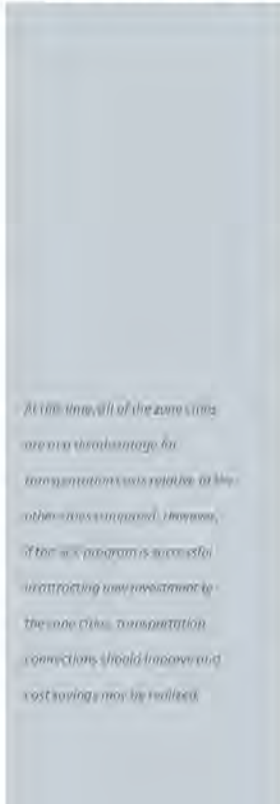 At this time, all of the zone cities
are at a disadvantage for
transportation costs relative to the
other cities compared. However,
if the program is successful
in attracting new investment to
the zone cities, transportation
connections should improve and
cost savings may be realized.